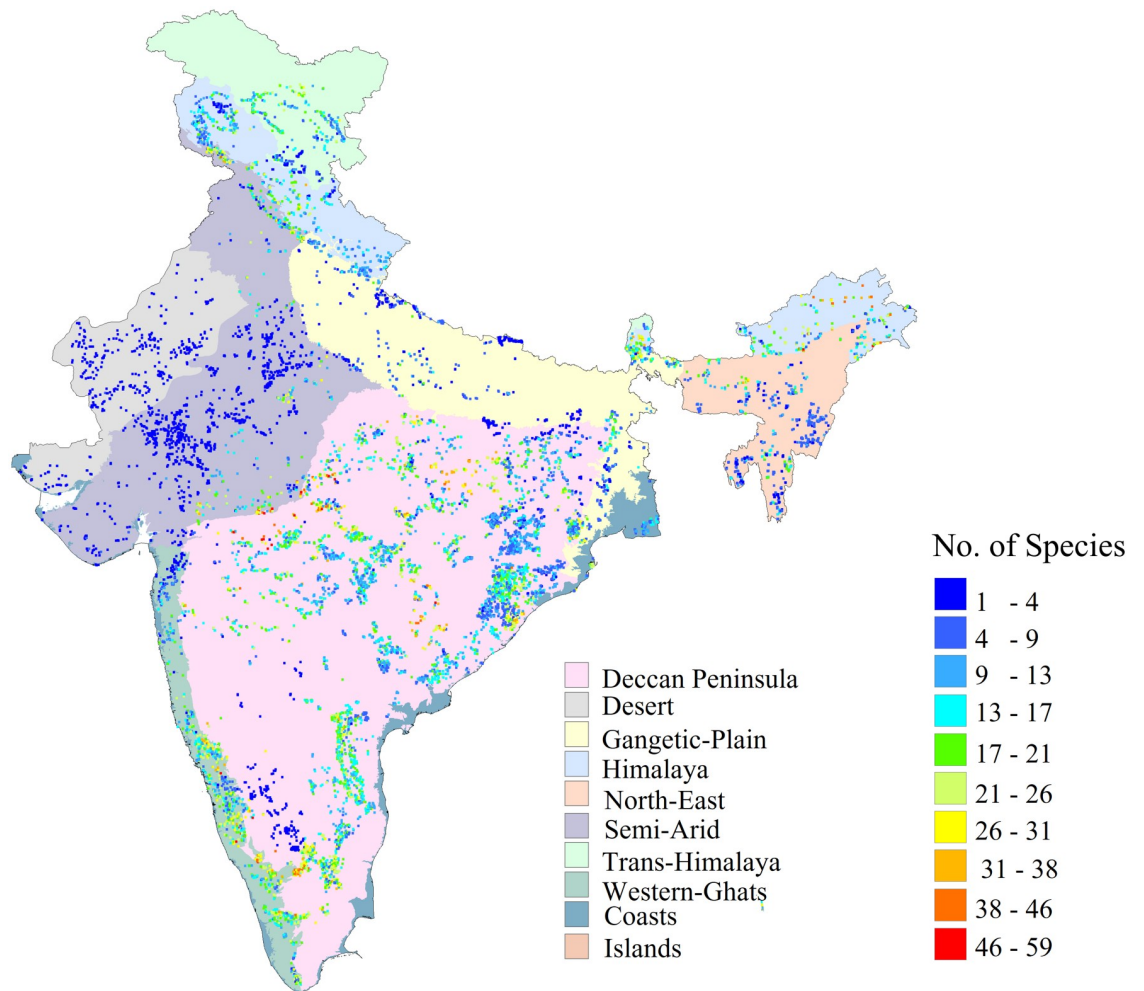 No. of Species
1 - 4
4 - 9
9 - 13
13 - 17
17 - 21
21 - 26
26 - 31
31 - 38
38 - 46
46 - 59
Deccan Peninsula
Desert
Gangetic-Plain
Himalaya
North-East
Semi-Arid
Trans-Himalaya
Western-Ghats
Coasts
Islands